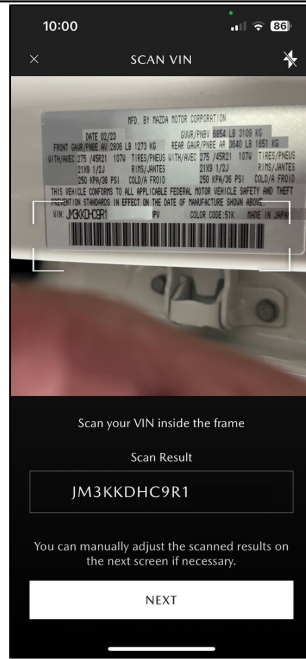 10:00 86
SCAN VIN
MFD. BY MAZDA MOTOR CORPORATION
DATE 02/23 GVWR/PNBV 6854 LB 3109 KG
FRONT GAWR/PNBE AV 2806 LB 1273 KG REAR GAWR/PNBE AR 3640 LB 1651 KG
WITH/AVEC 275 /45R21 107W TIRES/PNEUS WITH/AVEC 275 /45R21 107W TIRES/PNEUS
21X9 1/2J RIMS/JANTES 21X9 1/2J RIMS/JANTES
250 KPA/36 PSI COLD/A FROID 250 KPA/36 PSI COLD/A FROID
THIS VEHICLE CONFORMS TO ALL APPLICABLE FEDERAL MOTOR VEHICLE SAFETY AND THEFT
PREVENTION STANDARDS IN EFFECT ON THE DATE OF MANUFACTURE SHOWN ABOVE.
VIN: PV COLOR CODE:51K MADE IN JAPAN
Scan your VIN inside the frame
Scan Result
JM3KKDHC9R1
You can manually adjust the scanned results on
the next screen if necessary.
NEXT